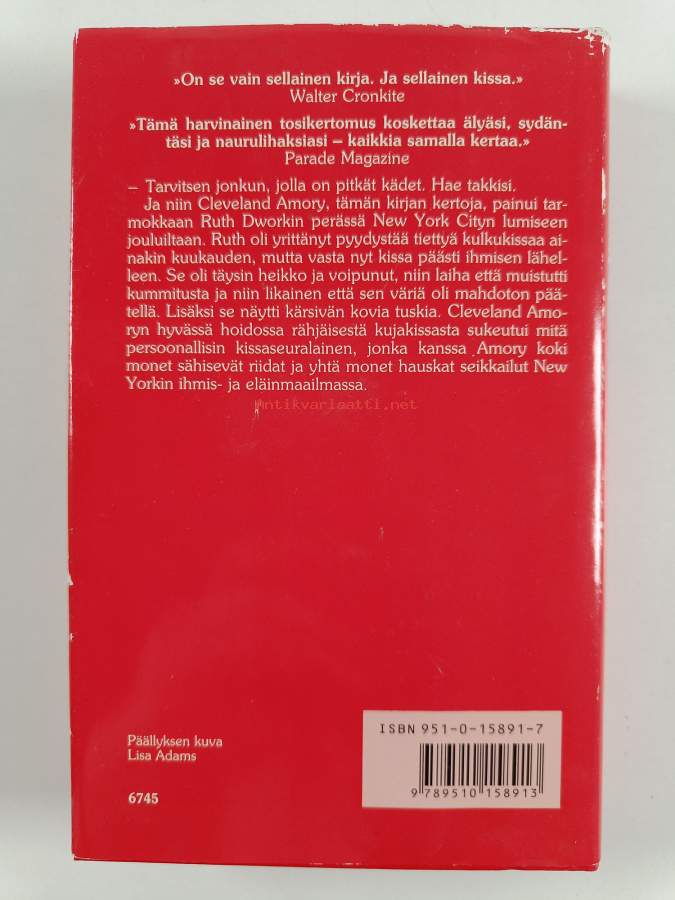 »On se vain sellainen kirja. Ja sellainen kissa.»
Walter Cronkite
»Tämä harvinainen tosikertomus koskettaa älyäsi, sydän-
täsi ja naurulihaksiasi – kaikkia samalla kertaa.»
Parade Magazine
– Tarvitsen jonkun, jolla on pitkät kädet. Hae takkisi.
Ja niin Cleveland Amory, tämän kirjan kertoja, painui tar-
mokkaan Ruth Dworkin perässä New York Cityn lumiseen
jouluiltaan. Ruth oli yrittänyt pyydystää tiettyä kulkukissaa ai-
nakin kuukauden, mutta vasta nyt kissa päästi ihmisen lähel-
leen. Se oli täysin heikko ja voipunut, niin laiha että muistutti
kummitusta ja niin likainen että sen väriä oli mahdoton pää-
tellä. Lisäksi se näytti kärsivän kovia tuskia. Cleveland Amo-
ryn hyvässä hoidossa rähjäisestä kujakissasta sukeutui mitä
persoonallisin kissaseuralainen, jonka kanssa Amory koki
monet sähisevät riidat ja yhtä monet hauskat seikkailut New
Yorkin ihmis- ja eläinmaailmassa.
antikvariaatti.net
ISBN 951-0-15891-7
9 789510 158913
Päällyksen kuva
Lisa Adams
6745